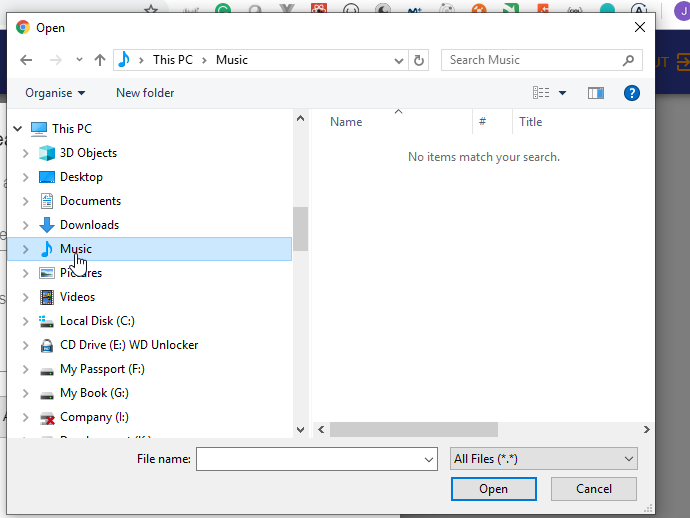 Open
This PC
Music
Search Music
Organise
New folder
?
This PC
3D Objects
Desktop
Documents
Downloads
Music
Pictures
Videos
Local Disk (C:)
CD Drive (E:) WD Unlocker
My Passport (F:)
My Book (G:)
Company (I:)
Name
#
Title
No items match your search.
File name:
All Files (*.*)
Open
Cancel
J